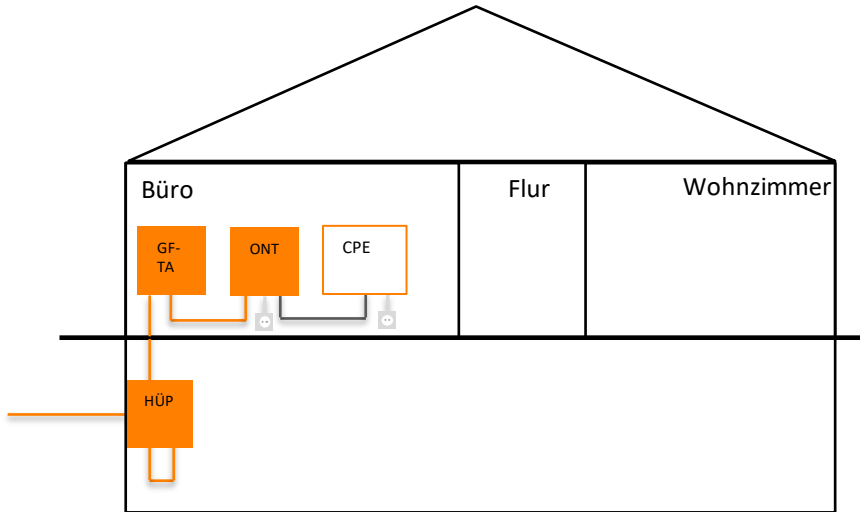 Büro
Flur
Wohnzimmer
GF-
TA
ONT
CPE
HÜP